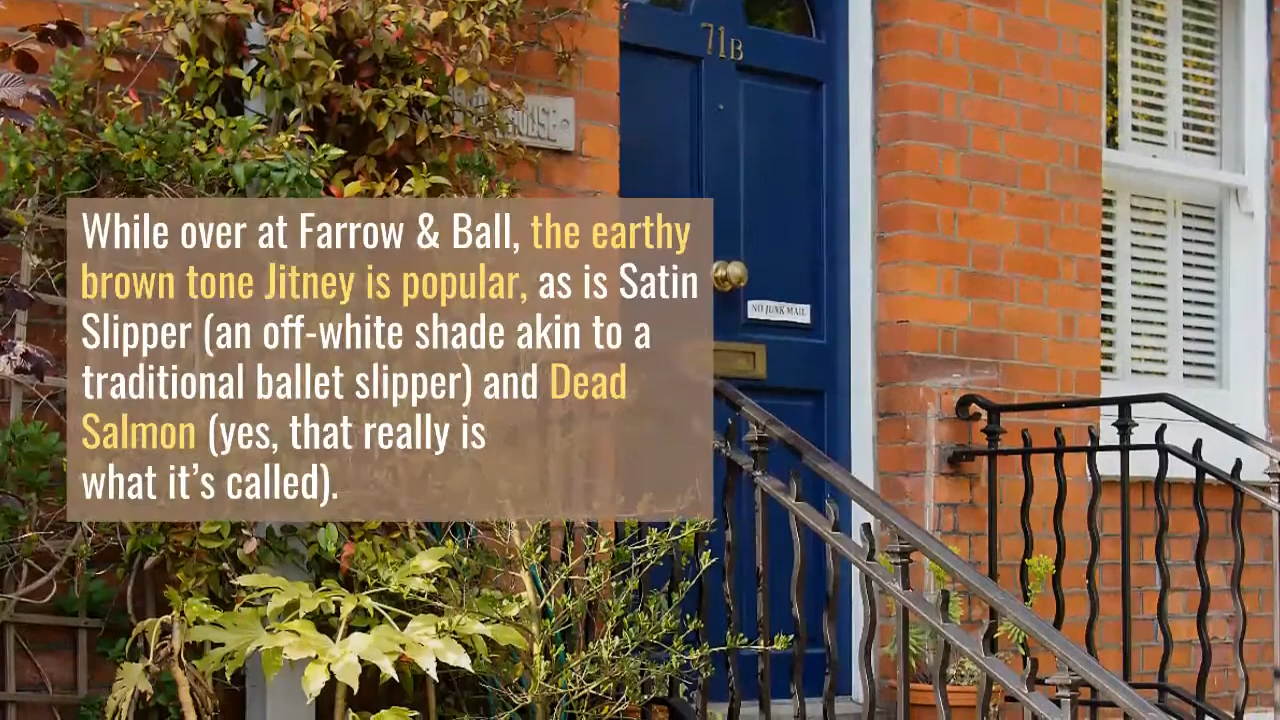 71B
HOUSE
While over at Farrow & Ball, the earthy
brown tone Jitney is popular, as is Satin
Slipper (an off-white shade akin to a
traditional ballet slipper) and Dead
Salmon (yes, that really is
what it’s called).
NO JUNK MAIL